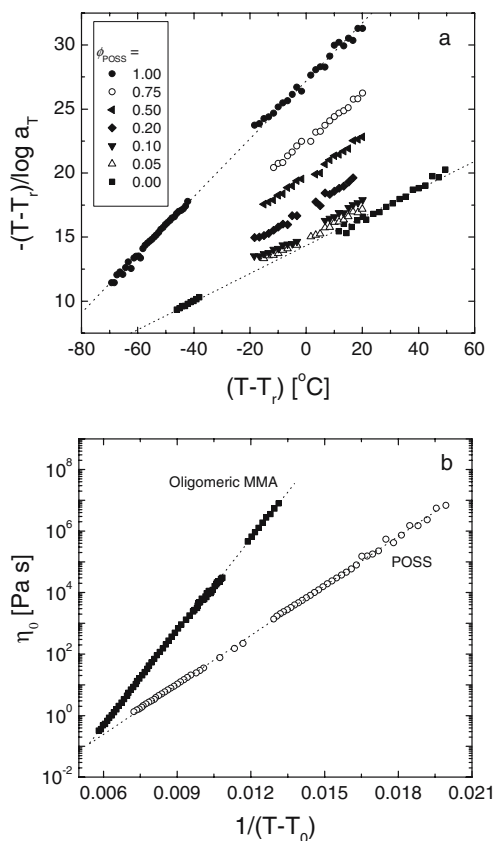 a
ϕPOSS =
1.00
0.75
0.50
0.20
0.10
0.05
0.00
-(T-Tr)/log aT
30
25
20
15
10
-80 -60 -40 -20 0 20 40 60
(T-Tr) [°C]
b
Oligomeric MMA
POSS
η0 [Pa s]
10^8
10^6
10^4
10^2
10^0
10^-2
0.006 0.009 0.012 0.015 0.018 0.021
1/(T-T0)